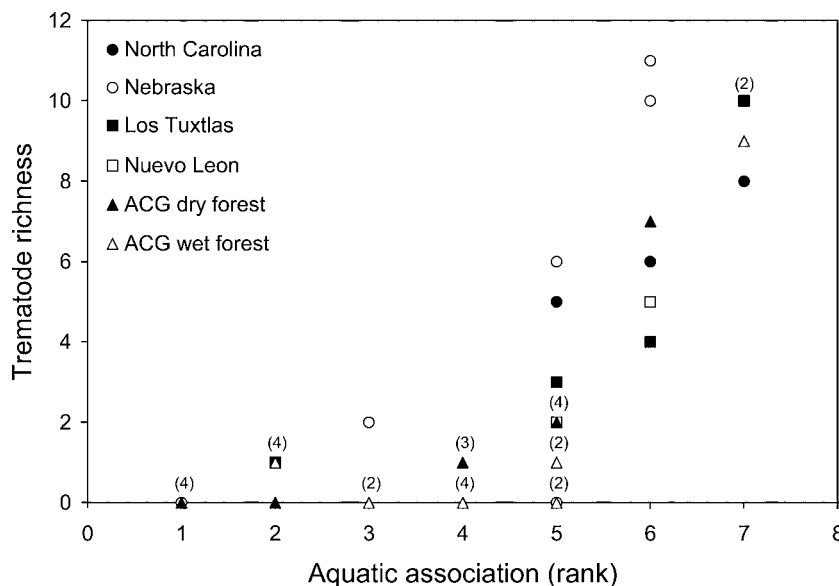 12
10
8
6
4
2
0
Trematode richness
North Carolina
Nebraska
Los Tuxtlas
Nuevo Leon
ACG dry forest
ACG wet forest
(2)
(4)
(4) (3) (2)
(4) (2) (4) (2)
0 1 2 3 4 5 6 7 8
Aquatic association (rank)